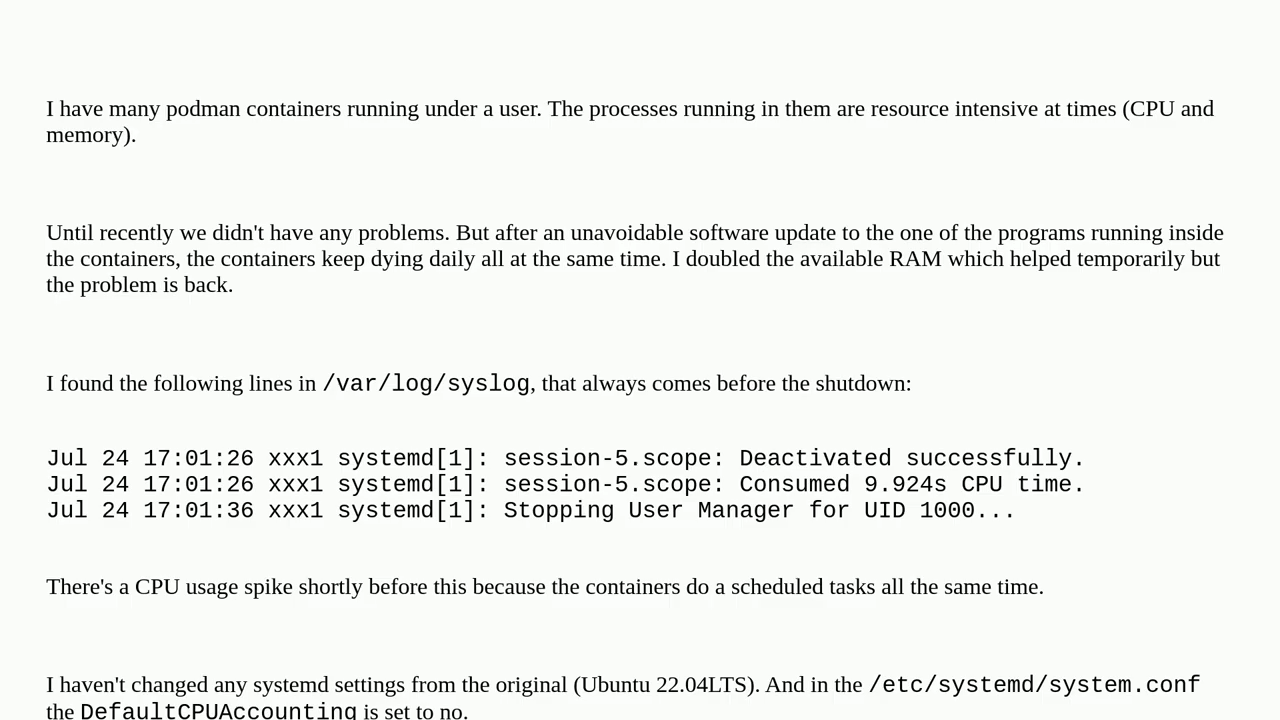 I have many podman containers running under a user. The processes running in them are resource intensive at times (CPU and
memory).
Until recently we didn't have any problems. But after an unavoidable software update to the one of the programs running inside
the containers, the containers keep dying daily all at the same time. I doubled the available RAM which helped temporarily but
the problem is back.
I found the following lines in /var/log/syslog, that always comes before the shutdown:
Jul 24 17:01:26 xxx1 systemd[1]: session-5.scope: Deactivated successfully.
Jul 24 17:01:26 xxx1 systemd[1]: session-5.scope: Consumed 9.924s CPU time.
Jul 24 17:01:36 xxx1 systemd[1]: Stopping User Manager for UID 1000...
There's a CPU usage spike shortly before this because the containers do a scheduled tasks all the same time.
I haven't changed any systemd settings from the original (Ubuntu 22.04LTS). And in the /etc/systemd/system.conf
the DefaultCPUAccounting is set to no.